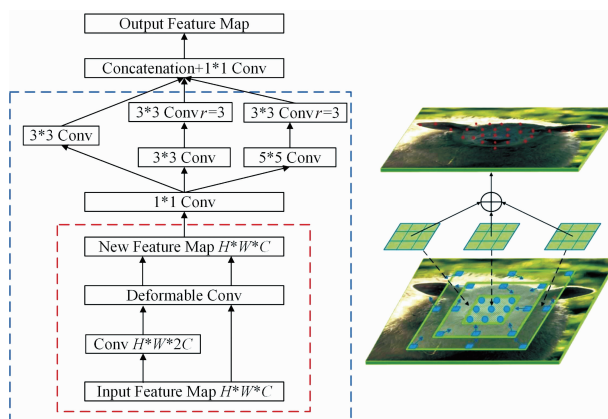 Output Feature Map
Concatenation+1*1 Conv
3*3 Conv r=3
3*3 Conv r=3
3*3 Conv
3*3 Conv
5*5 Conv
1*1 Conv
New Feature Map H*W*C
Deformable Conv
Conv H*W*2C
Input Feature Map H*W*C